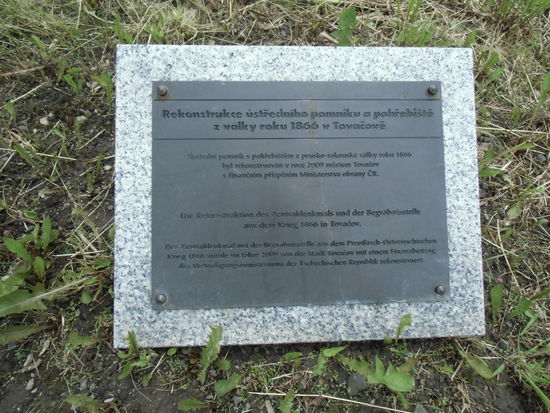 Rekonstrukce ústředního pomníku a pohřebiště
z války roku 1866 v Tovačově
Ústřední pomník s pohřebištěm z prusko-rakouské války roku 1866
byl rekonstruován v roce 2009 městem Tovačov
s finančním přispěním Ministerstva obrany ČR.
Die Rekonstruktion des Zentraldenkmals und der Begräbnisstelle
aus dem Krieg 1866 in Tovačov.
Das Zentraldenkmal mit der Begräbnisstelle aus dem Preußisch-Österreichischen
Krieg 1866 wurde im Jahre 2009 von der Stadt Tovačov mit einem Finanzbeitrag
des Verteidigungsministeriums der Tschechischen Republik rekonstruiert.